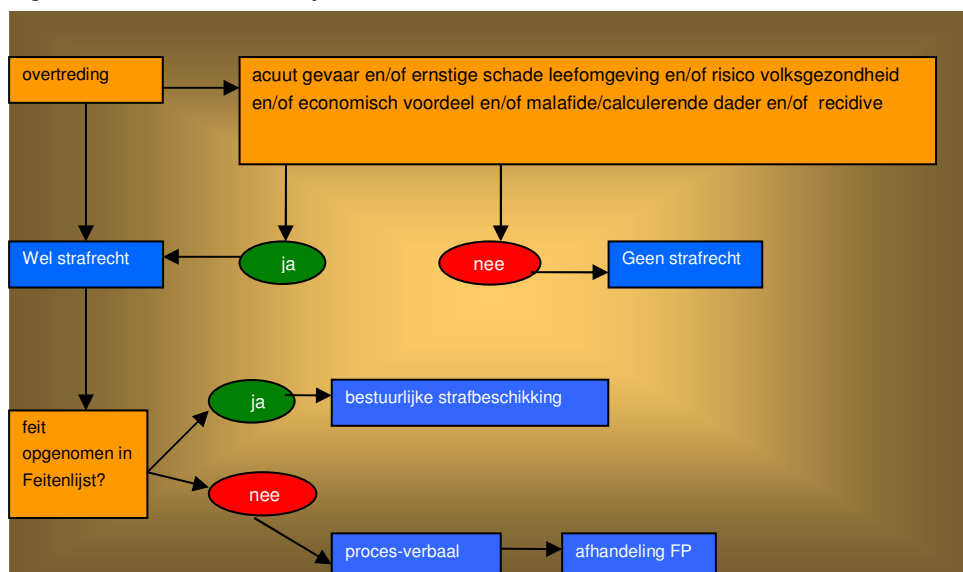 overtreding
acuut gevaar en/of ernstige schade leefomgeving en/of risico volksgezondheid
en/of economisch voordeel en/of malafide/calculerende dader en/of recidive
Wel strafrecht
ja
nee
Geen strafrecht
ja
bestuurlijke strafbeschikking
feit
opgenomen in
Feitenlijst?
nee
proces-verbaal
afhandeling FP